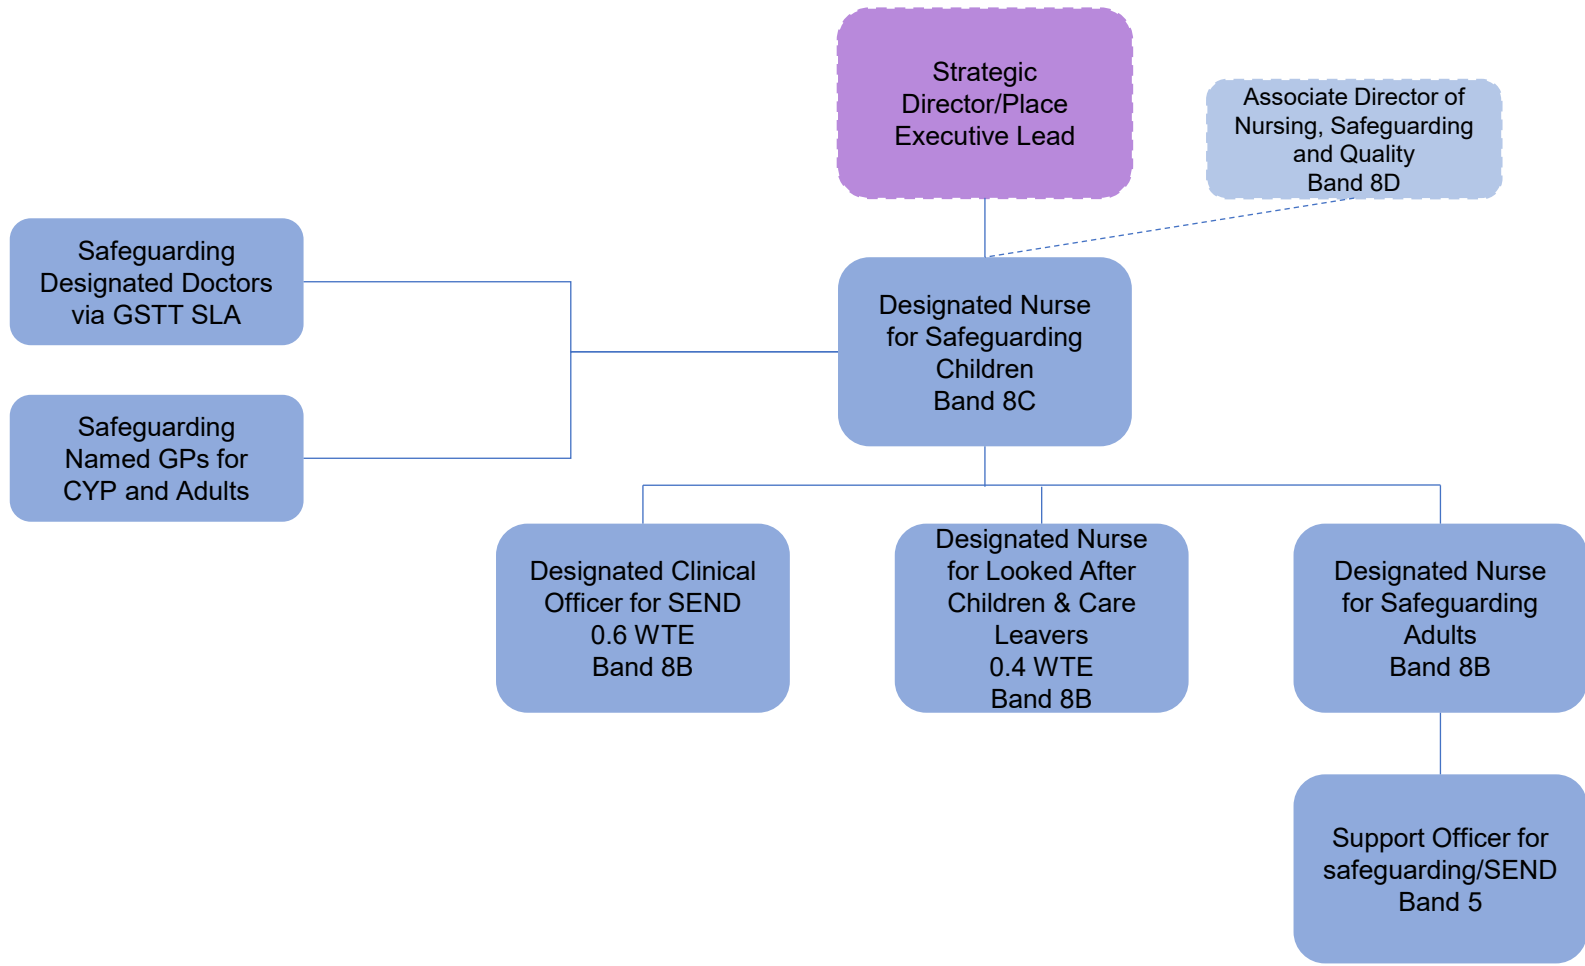 Strategic
Director/Place
Executive Lead
Associate Director of
Nursing, Safeguarding
and Quality
Band 8D
Safeguarding
Designated Doctors
via GSTT SLA
Designated Nurse
for Safeguarding
Children
Band 8C
Safeguarding
Named GPs for
CYP and Adults
Designated Clinical
Officer for SEND
0.6 WTE
Band 8B
Designated Nurse
for Looked After
Children & Care
Leavers
0.4 WTE
Band 8B
Designated Nurse
for Safeguarding
Adults
Band 8B
Support Officer for
safeguarding/SEND
Band 5